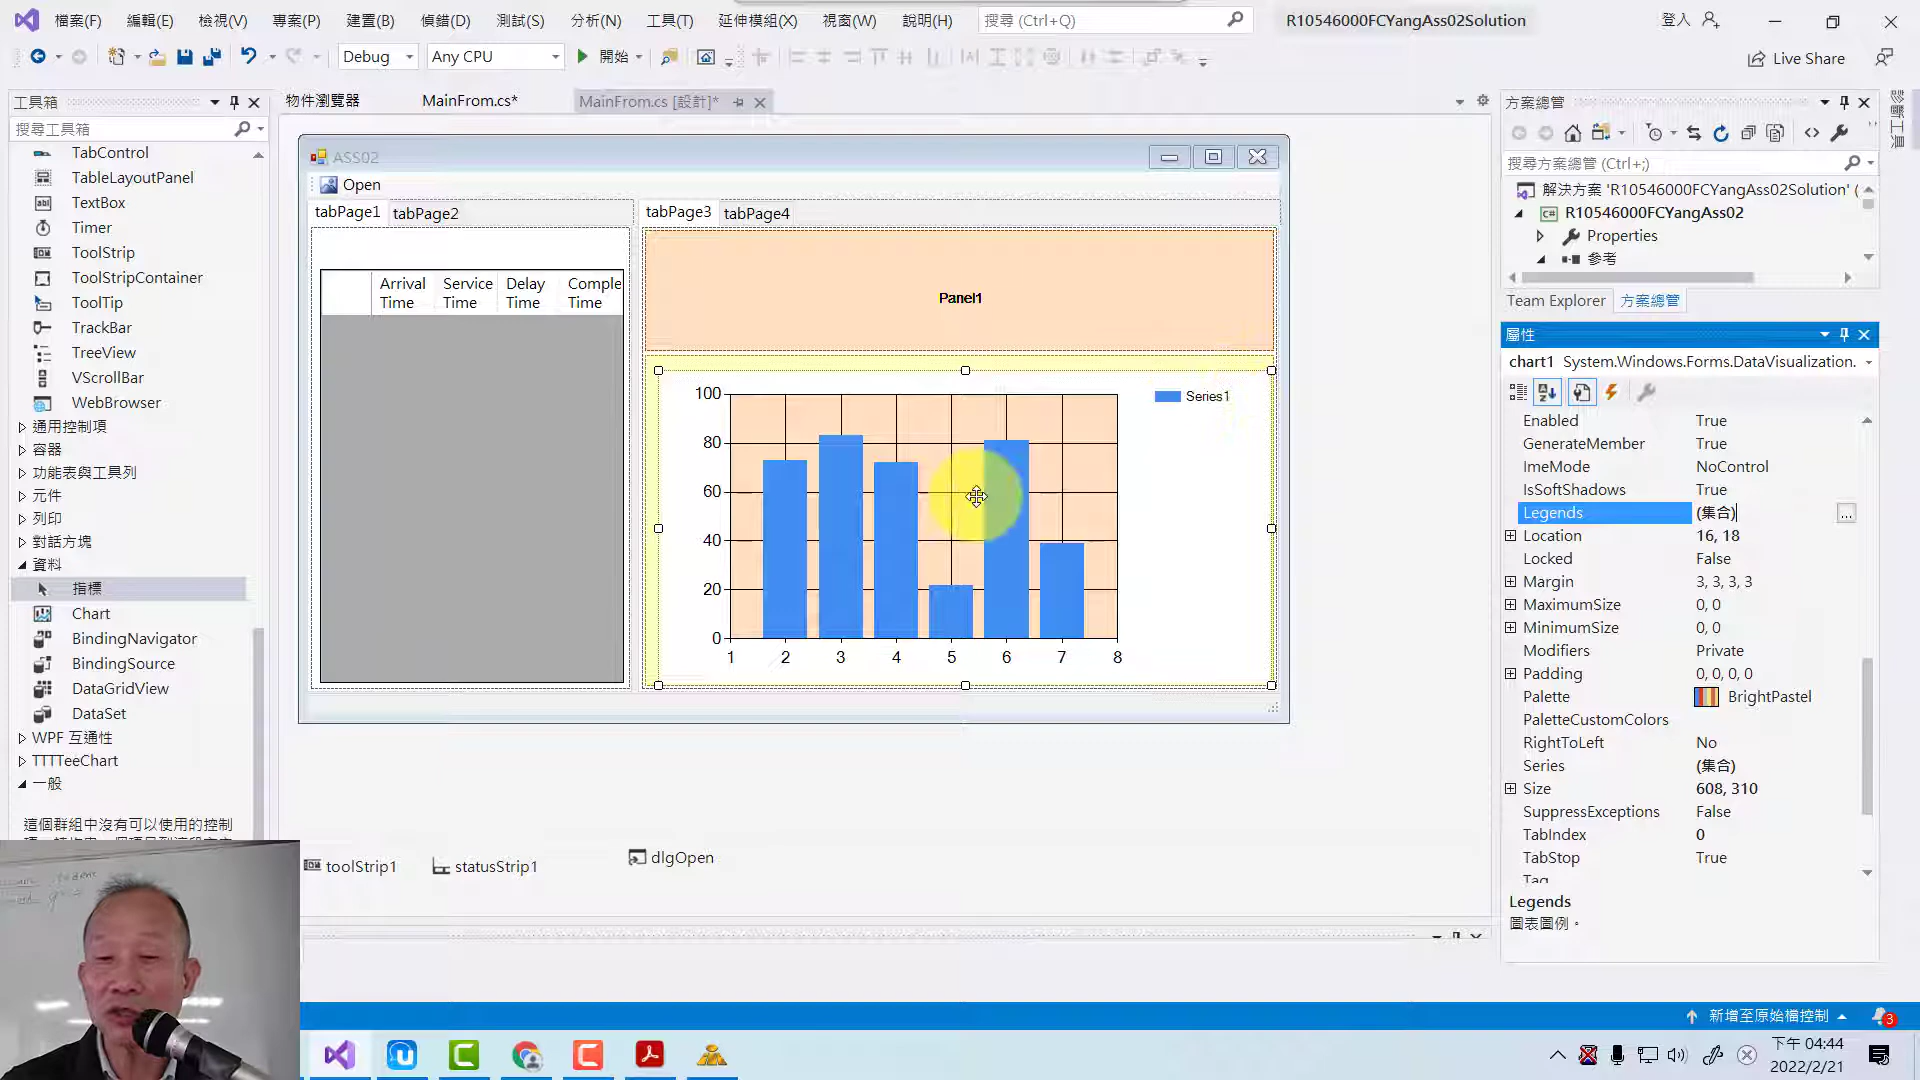 檔案(F) 編輯(E) 檢視(V) 專案(P) 建置(B) 偵錯(D) 測試(S) 分析(N) 工具(T) 延伸模組(X) 視窗(W) 說明(H) 搜尋 (Ctrl+Q) R10546000FCYangAss02Solution 登入
Debug Any CPU 開始 Live Share
工具箱
搜尋工具箱
TabControl
TableLayoutPanel
TextBox
Timer
ToolStrip
ToolStripContainer
ToolTip
TrackBar
TreeView
VScrollBar
WebBrowser
通用控制項
容器
功能表與工具列
元件
列印
對話方塊
資料
指標
Chart
BindingNavigator
BindingSource
DataGridView
DataSet
WPF 互通性
TTTTeeChart
一般
這個群組中沒有可以使用的控制
物件瀏覽器 MainFrom.cs* MainFrom.cs [設計]*
ASS02
Open
tabPage1 tabPage2 tabPage3 tabPage4
Arrival Time
Service Time
Delay Time
Comple Time
Panel1
100
80
60
40
20
0
1 2 3 4 5 6 7 8
Series1
toolStrip1 statusStrip1 dlgOpen
方案總管
搜尋方案總管 (Ctrl+;)
解決方案 'R10546000FCYangAss02Solution' (
C# R10546000FCYangAss02
Properties
參考
Team Explorer 方案總管
屬性
chart1 System.Windows.Forms.DataVisualization.
Enabled True
GenerateMember True
ImeMode NoControl
IsSoftShadows True
Legends (集合) ...
Location 16, 18
Locked False
Margin 3, 3, 3, 3
MaximumSize 0, 0
MinimumSize 0, 0
Modifiers Private
Padding 0, 0, 0, 0
Palette BrightPastel
PaletteCustomColors
RightToLeft No
Series (集合)
Size 608, 310
SuppressExceptions False
TabIndex 0
TabStop True
Tag
Legends
圖表圖例。
新增至原始檔控制 3
下午 04:44
2022/2/21